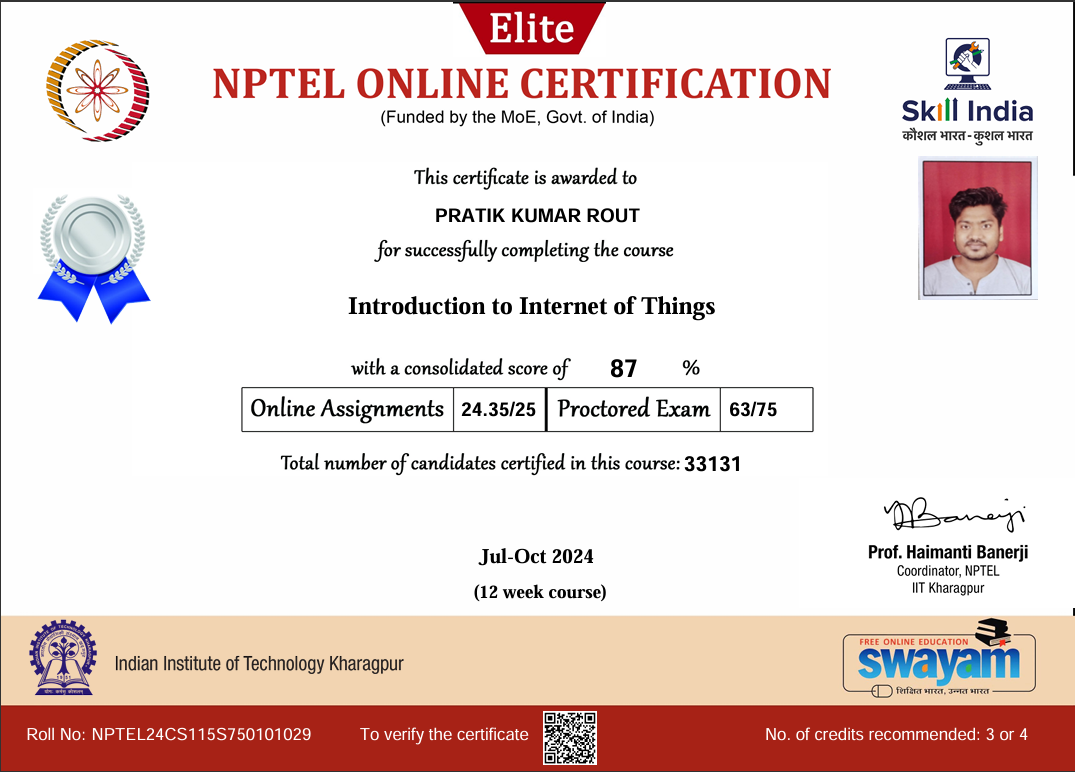 Elite
NPTEL ONLINE CERTIFICATION
(Funded by the MoE, Govt. of India)
Skill India
कौशल भारत - कुशल भारत
This certificate is awarded to
PRATIK KUMAR ROUT
for successfully completing the course
Introduction to Internet of Things
with a consolidated score of 87 %
Online Assignments 24.35/25 Proctored Exam 63/75
Total number of candidates certified in this course: 33131
Jul-Oct 2024
(12 week course)
Prof. Haimanti Banerji
Coordinator, NPTEL
IIT Kharagpur
Indian Institute of Technology Kharagpur
FREE ONLINE EDUCATION
swayam
शिक्षित भारत, उन्नत भारत
Roll No: NPTEL24CS115S750101029 To verify the certificate No. of credits recommended: 3 or 4